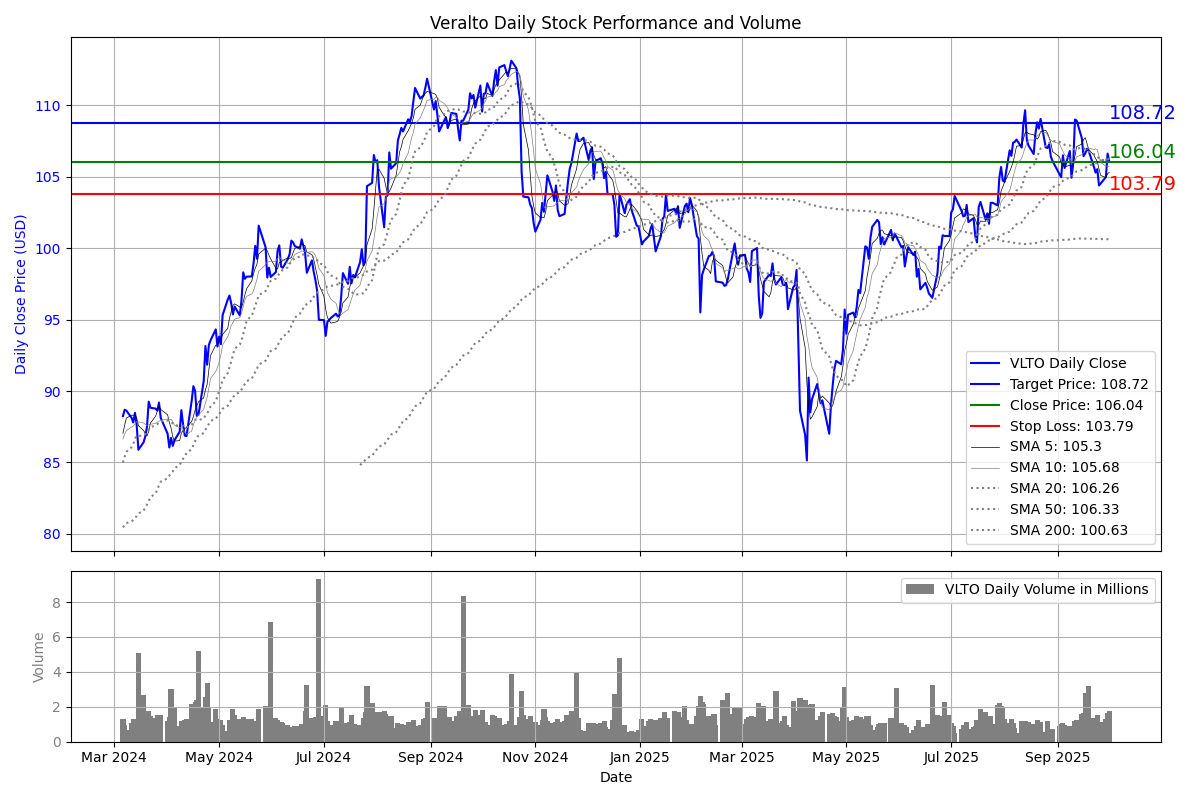 Veralto Daily Stock Performance and Volume
Daily Close Price (USD)
110
105
100
95
90
85
80
108.72
106.04
103.79
VLTO Daily Close
Target Price: 108.72
Close Price: 106.04
Stop Loss: 103.79
SMA 5: 105.3
SMA 10: 105.68
SMA 20: 106.26
SMA 50: 106.33
SMA 200: 100.63
Volume
8
6
4
2
0
VLTO Daily Volume in Millions
Mar 2024 May 2024 Jul 2024 Sep 2024 Nov 2024 Jan 2025 Mar 2025 May 2025 Jul 2025 Sep 2025
Date